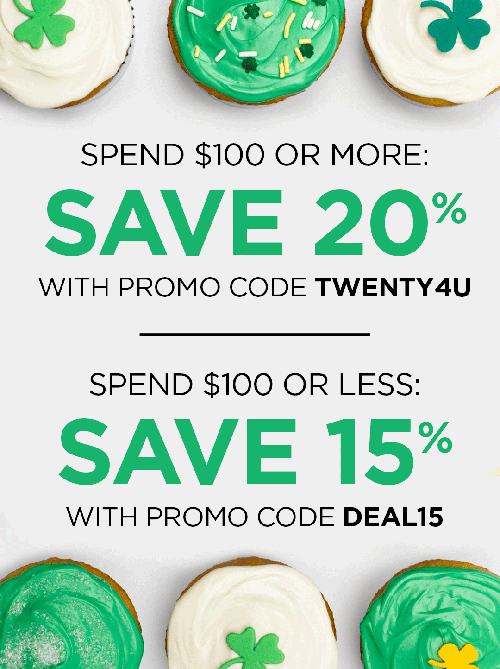 SPEND $100 OR MORE:
SAVE 20%
WITH PROMO CODE TWENTY4U
SPEND $100 OR LESS:
SAVE 15%
WITH PROMO CODE DEAL15